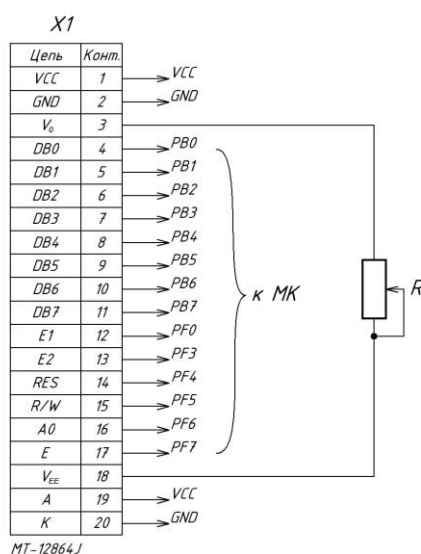 X1
Цепь Конт.
VCC 1 VCC
GND 2 GND
V₀ 3
DB0 4 PB0
DB1 5 PB1
DB2 6 PB2
DB3 7 PB3
DB4 8 PB4
DB5 9 PB5
DB6 10 PB6
DB7 11 PB7
E1 12 PF0
E2 13 PF3
RES 14 PF4
R/W 15 PF5
A0 16 PF6
E 17 PF7
VEE 18
A 19 VCC
K 20 GND
к МК
R
MT-12864J